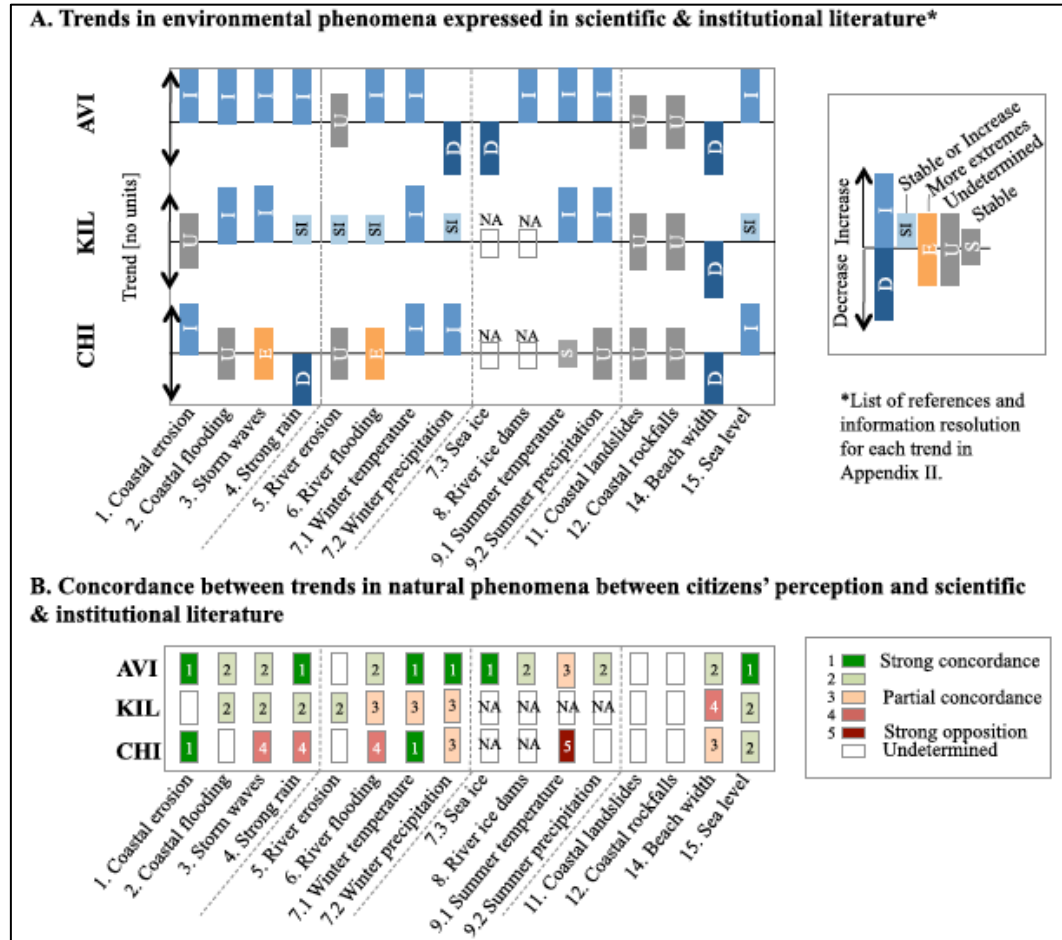 A. Trends in environmental phenomena expressed in scientific & institutional literature*
Trend [no units]
AVI
I I I I U I I D D I I I U U D I
KIL
NA NA
U I I SI SI SI I SI I I U U D SI
CHI
NA NA
I U E D U E I I S U U U D I
1. Coastal erosion
2. Coastal flooding
3. Storm waves
4. Strong rain
5. River erosion
6. River flooding
7.1 Winter temperature
7.2 Winter precipitation
7.3 Sea ice
8. River ice dams
9.1 Summer temperature
9.2 Summer precipitation
11. Coastal landslides
12. Coastal rockfalls
14. Beach width
15. Sea level
Decrease Increase
I
D
SI
E
U
S
Stable or Increase
More extremes
Undetermined
Stable
*List of references and
information resolution
for each trend in
Appendix II.
B. Concordance between trends in natural phenomena between citizens' perception and scientific
& institutional literature
AVI 1 2 2 1 2 1 1 1 2 3 2 2 1
KIL 2 2 2 2 3 3 3 NA NA NA NA 4 2
CHI 1 4 4 4 1 3 NA NA 5 3 2
1. Coastal erosion
2. Coastal flooding
3. Storm waves
4. Strong rain
5. River erosion
6. River flooding
7.1 Winter temperature
7.2 Winter precipitation
7.3 Sea ice
8. River ice dams
9.1 Summer temperature
9.2 Summer precipitation
11. Coastal landslides
12. Coastal rockfalls
14. Beach width
15. Sea level
1 Strong concordance
2
3 Partial concordance
4
5 Strong opposition
Undetermined